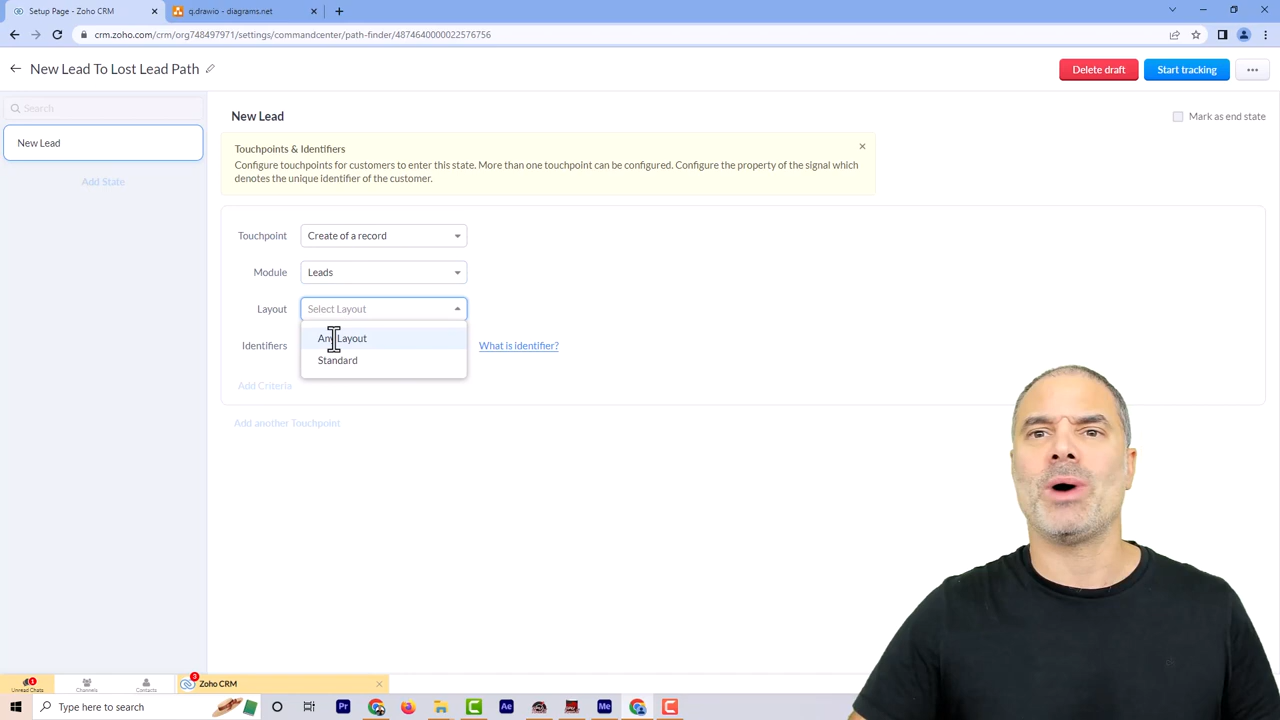 Setup Page - Zoho CRM
q.drawio - diagrams.net
crm.zoho.com/crm/org748497971/settings/commandcenter/path-finder/4874640000022576756
New Lead To Lost Lead Path
Delete draft
Start tracking
Search
New Lead
Mark as end state
New Lead
Touchpoints & Identifiers
Configure touchpoints for customers to enter this state. More than one touchpoint can be configured. Configure the property of the signal which
denotes the unique identifier of the customer.
Add State
Touchpoint
Create of a record
Module
Leads
Layout
Select Layout
Any Layout
Identifiers
What is identifier?
Standard
Add Criteria
Add another Touchpoint
1
3
Unread Chats
Channels
Contacts
Zoho CRM
Type here to search
Pr
Ae
Me